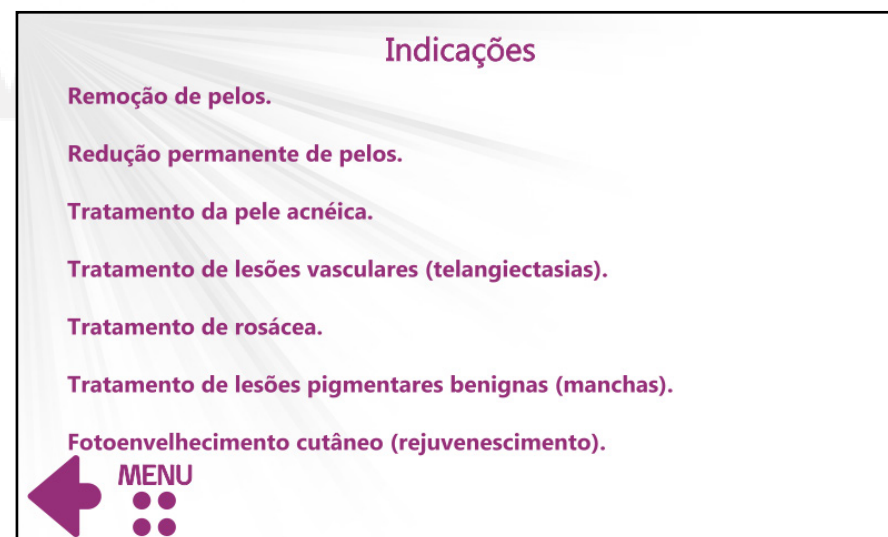 Indicações
Remoção de pelos.
Redução permanente de pelos.
Tratamento da pele acnéica.
Tratamento de lesões vasculares (telangiectasias).
Tratamento de rosácea.
Tratamento de lesões pigmentares benignas (manchas).
Fotoenvelhecimento cutâneo (rejuvenescimento).
MENU